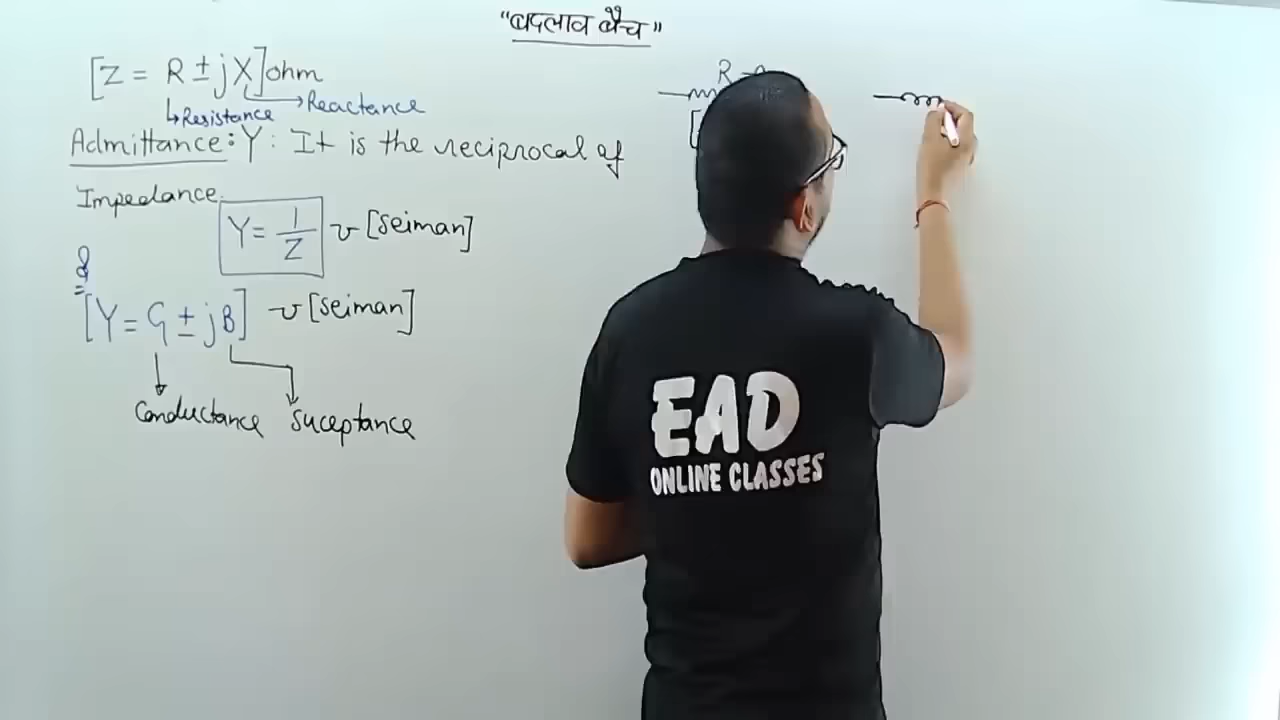 "बदलाव बैच"
[Z = R ± jX] ohm
↳Resistance
→Reactance
Admittance: Y: It is the reciprocal of
Impedance.
Y = 1/Z ʊ [Seiman]
[Y = G ± jB] ʊ [Seiman]
Conductance Suceptance
R
EAD
ONLINE CLASSES